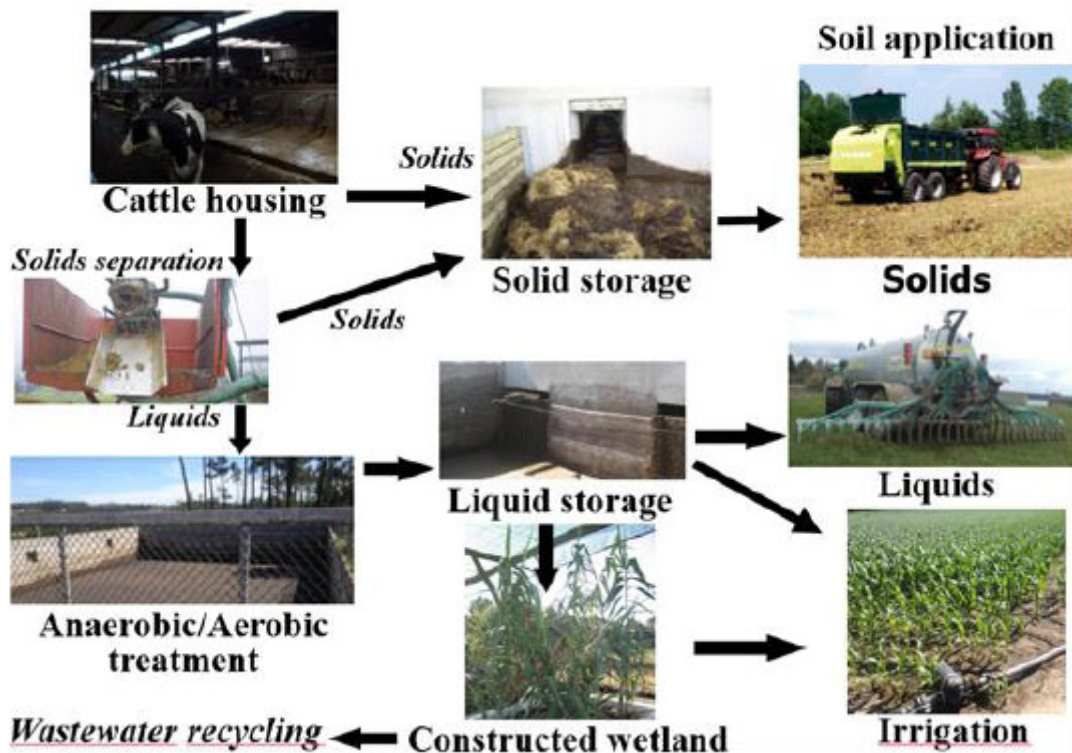 Soil application
Solids
Cattle housing
Solid storage
Solids separation
Solids
Solids
Liquids
Liquid storage
Liquids
Anaerobic/Aerobic
treatment
Wastewater recycling
Constructed wetland
Irrigation